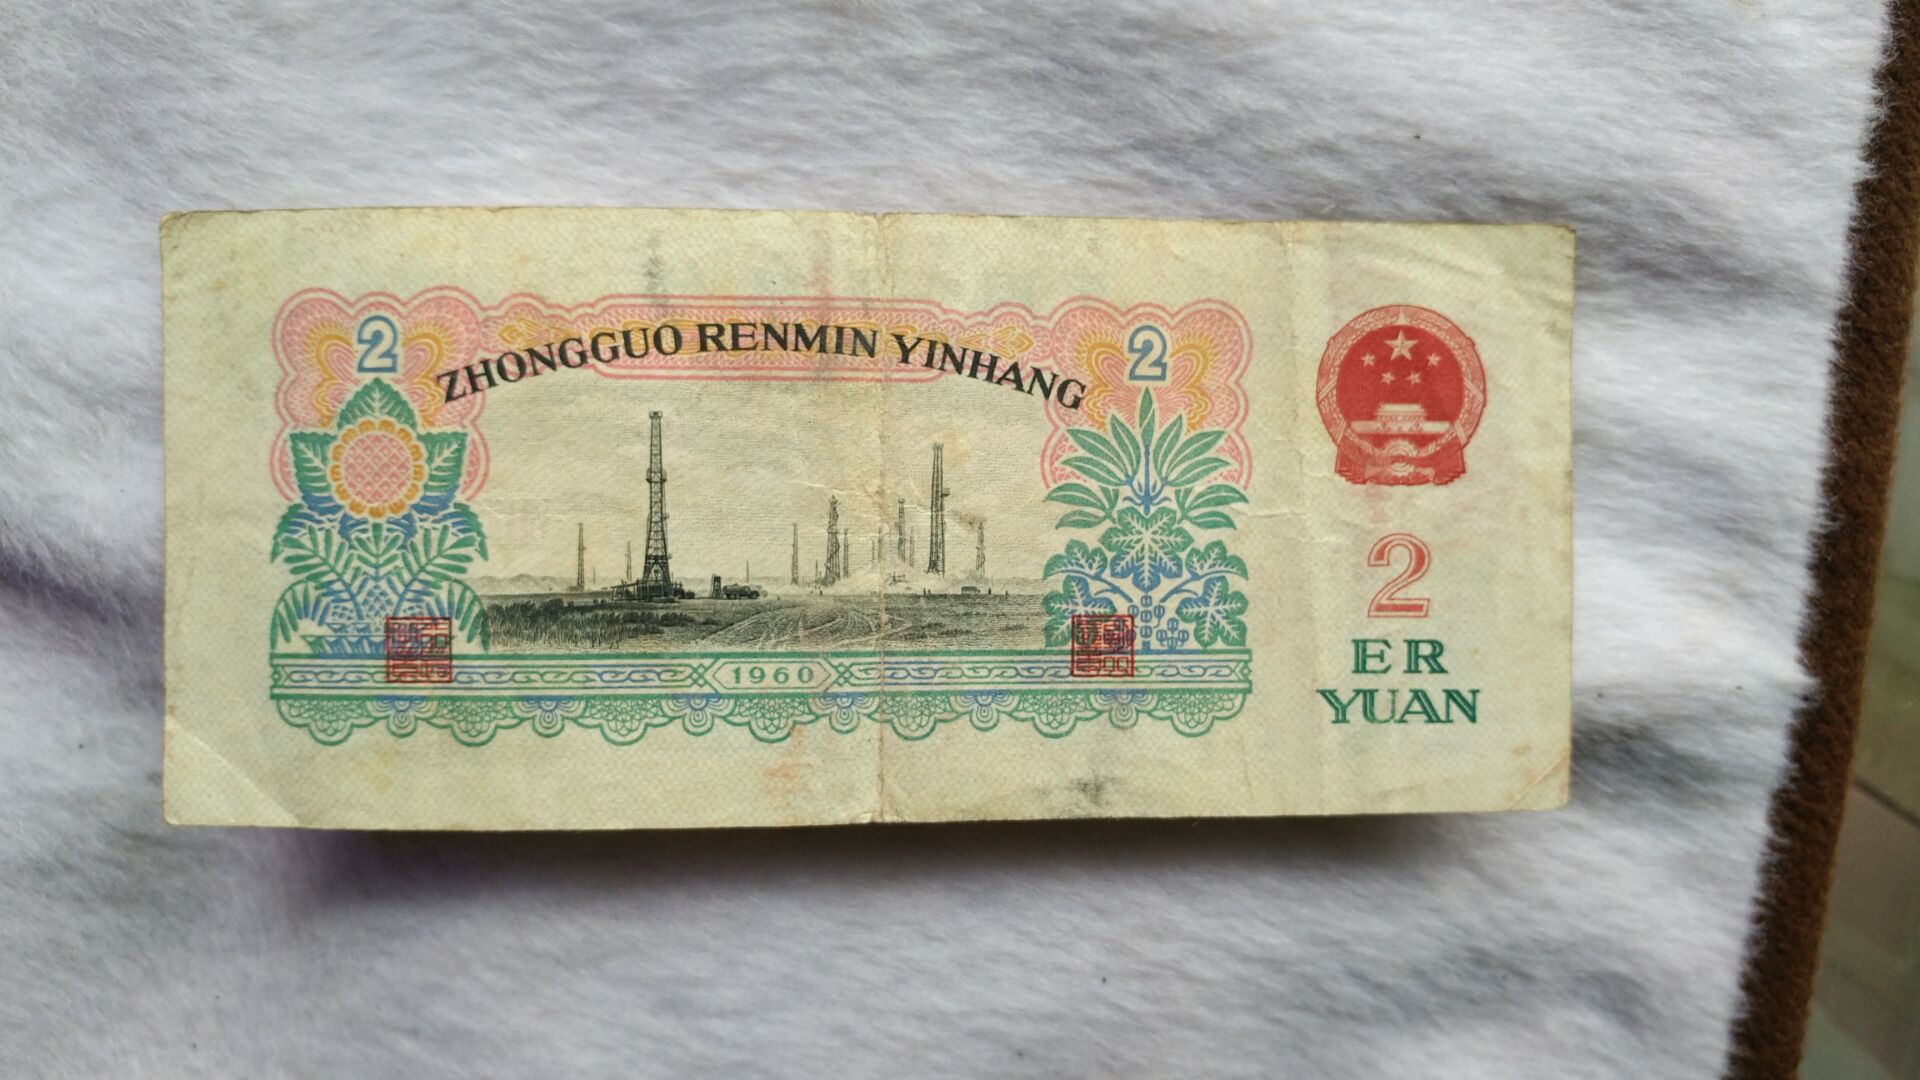 2
2
ZHONGGUO RENMIN YINHANG
1960
2
ER
YUAN